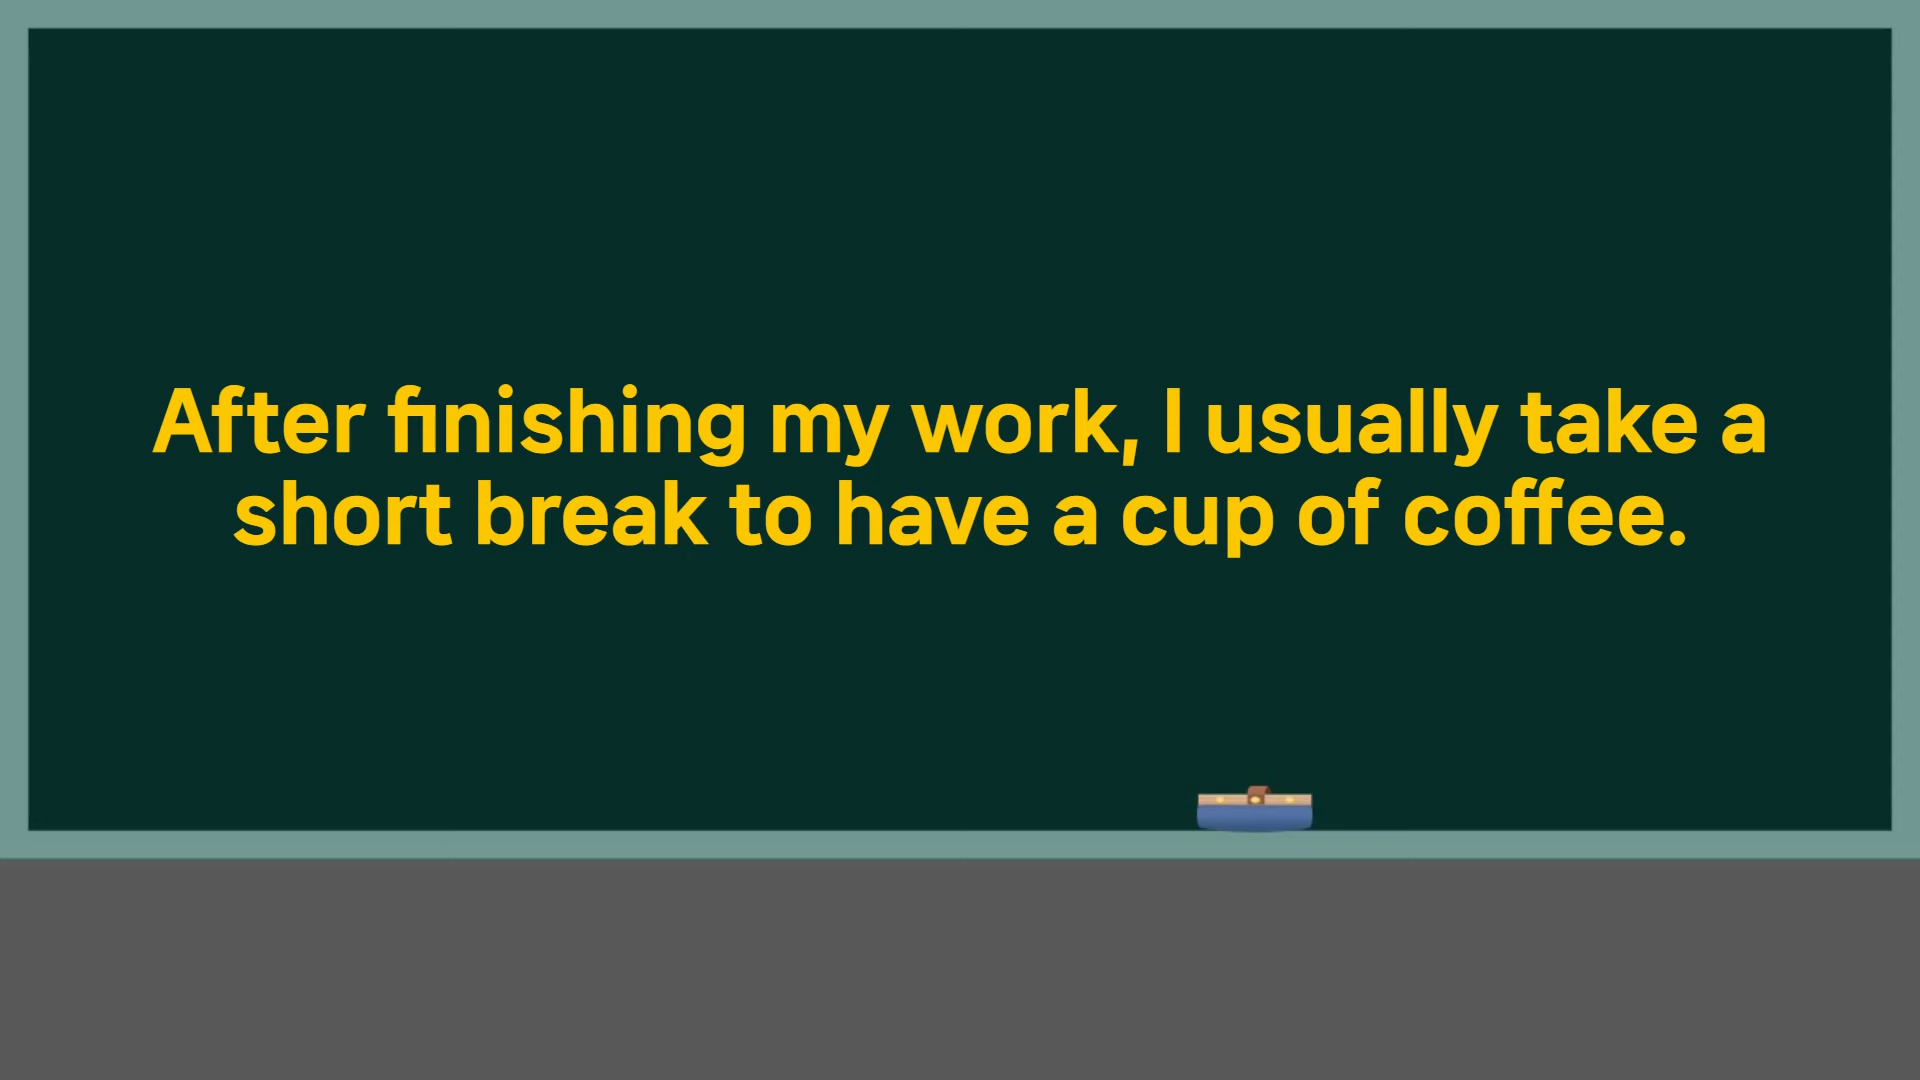 After finishing my work, I usually take a
short break to have a cup of coffee.